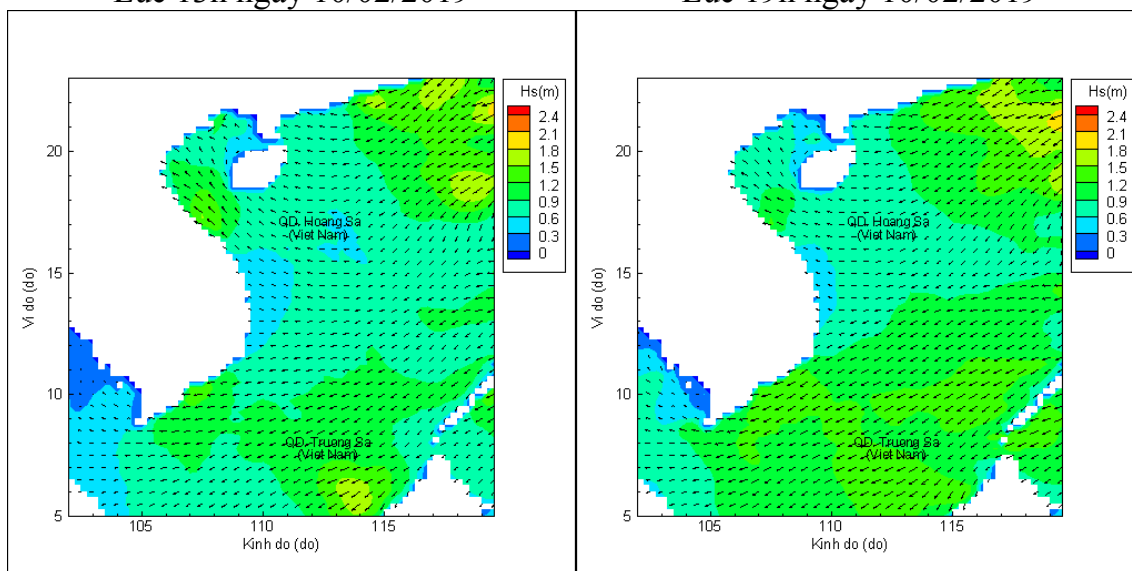 Hs(m)
2.4
2.1
1.8
1.5
1.2
0.9
0.6
0.3
0
20
15
10
5
105
110
115
Vi do (do)
Kinh do (do)
QD. Hoang Sa
(Viet Nam)
QD. Truong Sa
(Viet Nam)
Hs(m)
2.4
2.1
1.8
1.5
1.2
0.9
0.6
0.3
0
20
15
10
5
105
110
115
Vi do (do)
Kinh do (do)
QD. Hoang Sa
(Viet Nam)
QD. Truong Sa
(Viet Nam)